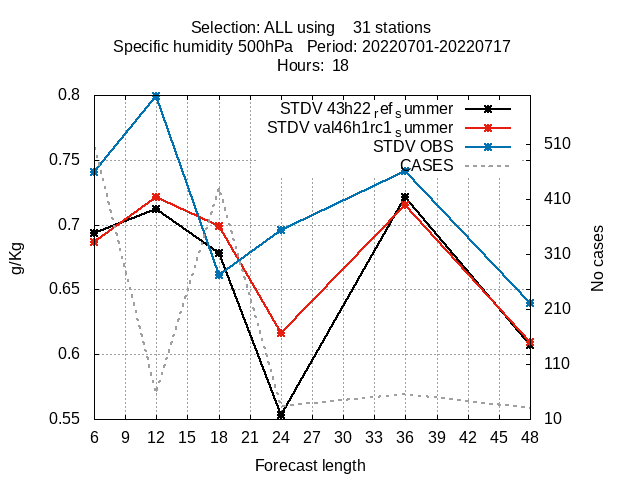 Selection: ALL using    31 stations
Specific humidity 500hPa   Period: 20220701-20220717
Hours:  18
0.8
0.75
0.7
0.65
0.6
0.55
g/Kg
STDV 43h22_ref_summer
STDV val46h1rc1_summer
STDV OBS
CASES
510
410
310
210
110
10
No cases
6 9 12 15 18 21 24 27 30 33 36 39 42 45 48
Forecast length